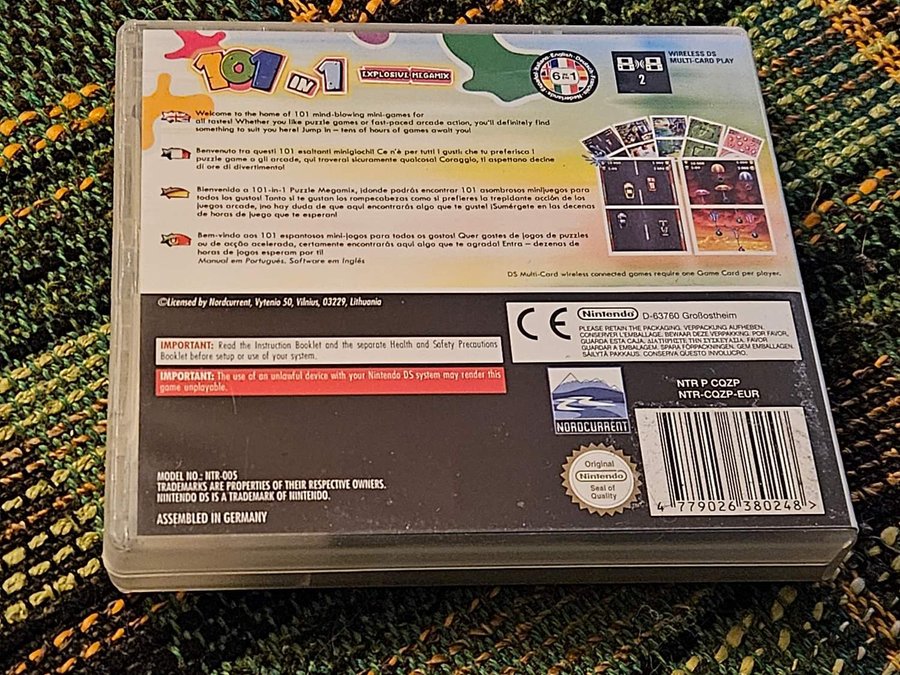 101 IN 1
EXPLOSIVE MEGAMIX
English, Deutsch, Français, Nederlands, Español, Italiano
6 IN 1
2
WIRELESS DS
MULTI-CARD PLAY
Welcome to the home of 101 mind-blowing mini-games for
all tastes! Whether you like puzzle games or fast-paced arcade action, you'll definitely find
something to suit you here! Jump in – tens of hours of games await you!
Benvenuto tra questi 101 esaltanti minigiochi! Ce n'è per tutti i gusti: che tu preferisca i
puzzle game o gli arcade, qui troverai sicuramente qualcosa! Coraggio, ti aspettano decine
di ore di divertimento!
Bienvenido a 101-in-1 Puzzle Megamix, ¡donde podrás encontrar 101 asombrosos minijuegos para
todos los gustos! Tanto si te gustan los rompecabezas como si prefieres la trepidante acción de los
juegos arcade, ¡no hay duda de que aquí encontrarás algo que te guste! ¡Sumérgete en las decenas
de horas de juego que te esperan!
Bem-vindo aos 101 espantosos mini-jogos para todos os gostos! Quer gostes de jogos de puzzles
ou de acção acelerada, certamente encontrarás aqui algo que te agrada! Entra – dezenas de
horas de jogos esperam por ti!
Manual em Português. Software em Inglês
DS Multi-Card wireless connected games require one Game Card per player.
©Licensed by Nordcurrent, Vytenio 50, Vilnius, 03229, Lithuania
IMPORTANT: Read the Instruction Booklet and the separate Health and Safety Precautions
Booklet before setup or use of your system.
IMPORTANT: The use of an unlawful device with your Nintendo DS system may render this
game unplayable.
CE
Nintendo D-63760 Großostheim
PLEASE RETAIN THE PACKAGING. VERPACKUNG AUFHEBEN.
CONSERVER L'EMBALLAGE. BEWAAR DEZE VERPAKKING. POR FAVOR,
GUARDA ESTA CAJA. ΔΙΑΤΗΡΗΣΤΕ ΤΗΝ ΣΥΣΚΕΥΑΣΙΑ. FAVOR
GUARDAR A EMBALAGEM. SPARA FÖRPACKNINGEN. GEM EMBALLAGEN.
SÄILYTÄ PAKKAUS. CONSERVA QUESTO INVOLUCRO.
NORDCURRENT
NTR P CQZP
NTR-CQZP-EUR
Original
Nintendo
Seal of
Quality
4 779026 380248 >
MODEL NO.: NTR-005
TRADEMARKS ARE PROPERTIES OF THEIR RESPECTIVE OWNERS.
NINTENDO DS IS A TRADEMARK OF NINTENDO.
ASSEMBLED IN GERMANY